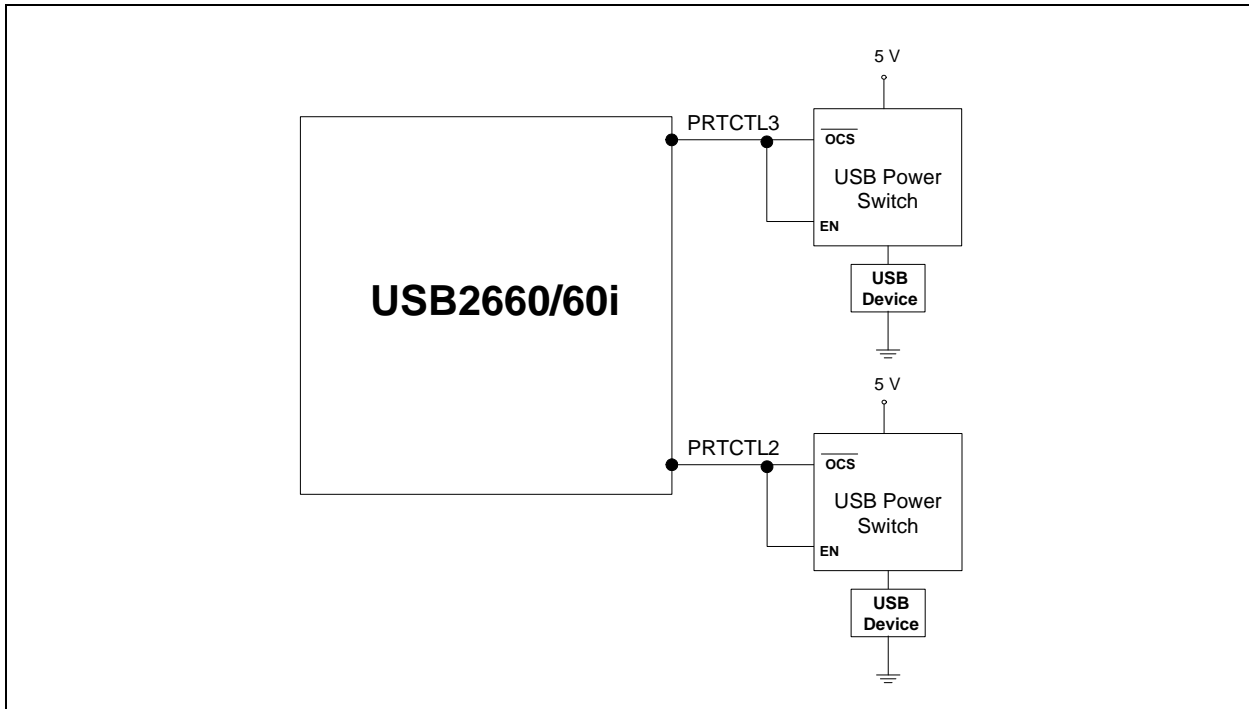 5 V
PRTCTL3
OCS
USB Power
Switch
EN
USB2660/60i
USB
Device
5 V
PRTCTL2
OCS
USB Power
Switch
EN
USB
Device